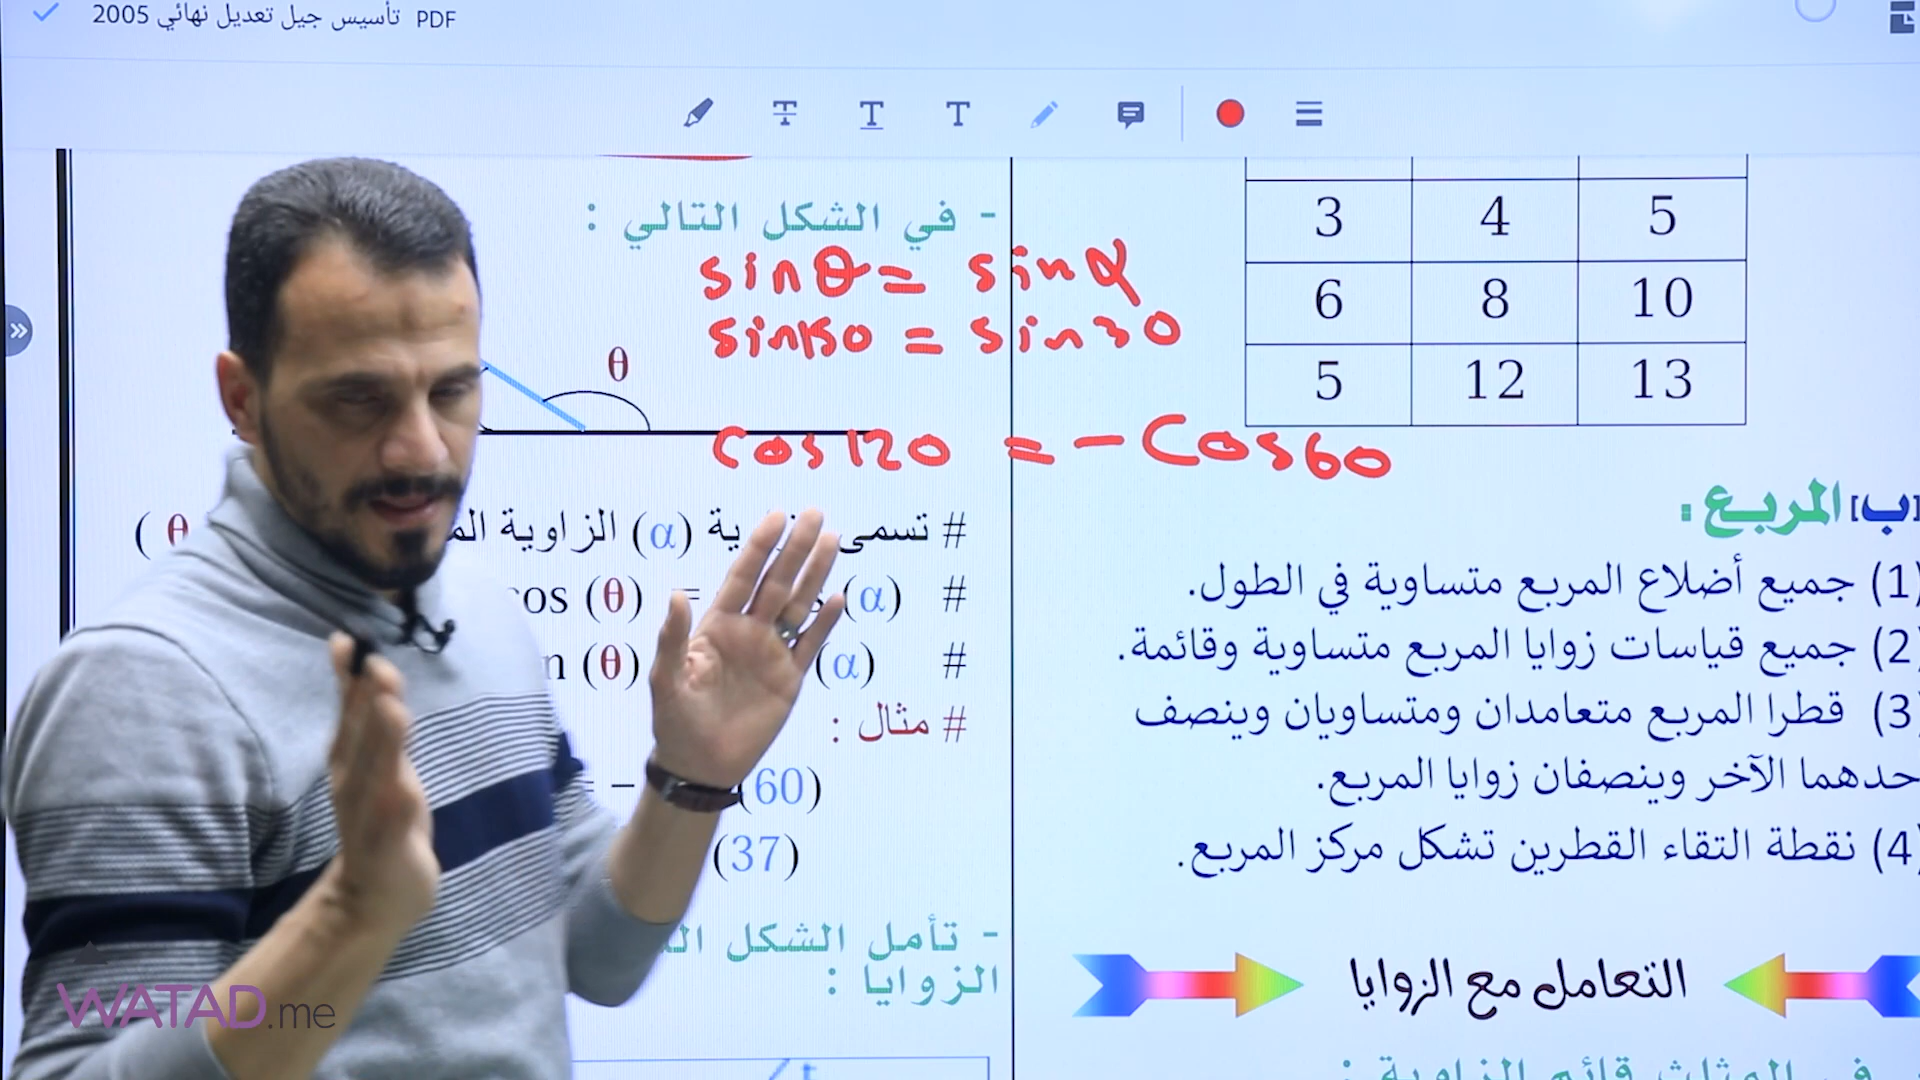 تأسيس جيل تعديل نهائي 2005 PDF
- في الشكل التالي :
sinθ = sinα
sin150 = sin30
θ
cos120 = -cos60
# تسمى (α) الزاوية (θ)
cos (θ) = (α) #
(θ) (α) #
# مثال :
= - (60)
(37)
- تأمل الشكل
الزوايا :
3 4 5
6 8 10
5 12 13
[ب] المربع :
(1) جميع أضلاع المربع متساوية في الطول.
(2) جميع قياسات زوايا المربع متساوية وقائمة.
(3) قطرا المربع متعامدان ومتساويان وينصف
حدهما الآخر وينصفان زوايا المربع.
(4) نقطة التقاء القطرين تشكل مركز المربع.
التعامل مع الزوايا
في المثلث قائم الزاوية :
WATAD.me